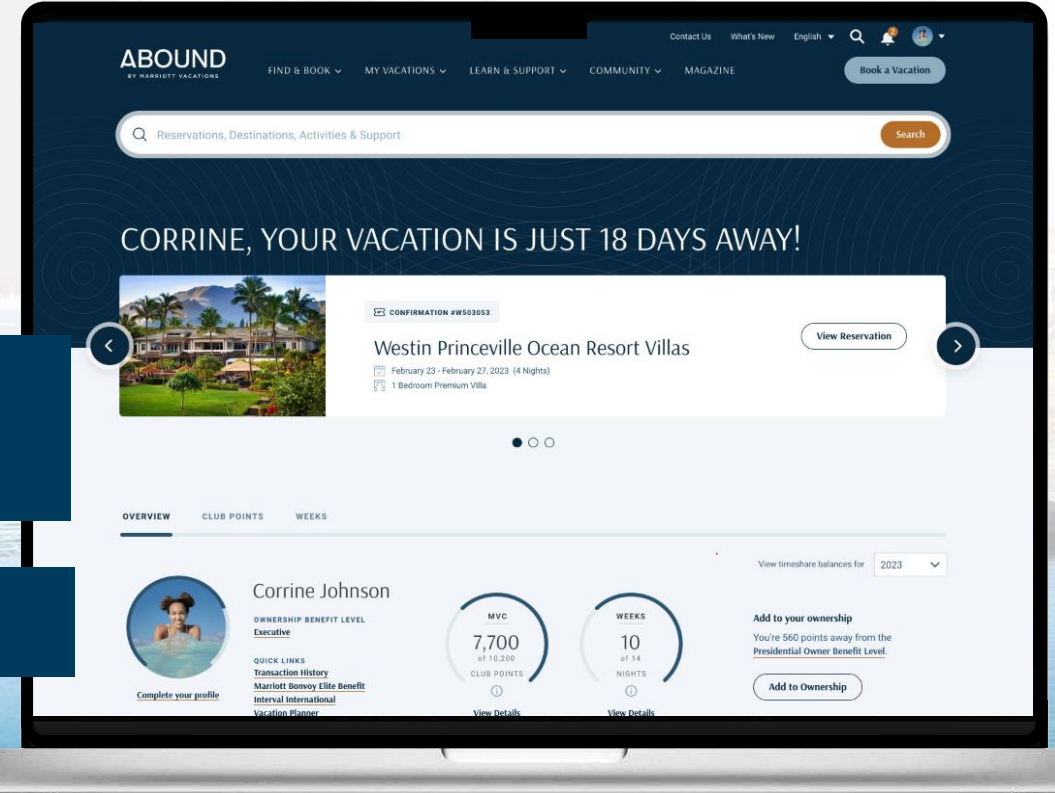 Contact Us What's New English 2
ABOUND
BY MARRIOTT VACATIONS
FIND & BOOK MY VACATIONS LEARN & SUPPORT COMMUNITY MAGAZINE Book a Vacation
Reservations, Destinations, Activities & Support Search
CORRINE, YOUR VACATION IS JUST 18 DAYS AWAY!
CONFIRMATION #W503053
Westin Princeville Ocean Resort Villas
View Reservation
February 23 - February 27, 2023 (4 Nights)
1 Bedroom Premium Villa
OVERVIEW CLUB POINTS WEEKS
View timeshare balances for 2023
Complete your profile
Corrine Johnson
OWNERSHIP BENEFIT LEVEL
Executive
QUICK LINKS
Transaction History
Marriott Bonvoy Elite Benefit
Interval International
Vacation Planner
MVC
7,700
of 10,200
CLUB POINTS
View Details
WEEKS
10
of 14
NIGHTS
View Details
Add to your ownership
You're 560 points away from the
Presidential Owner Benefit Level.
Add to Ownership